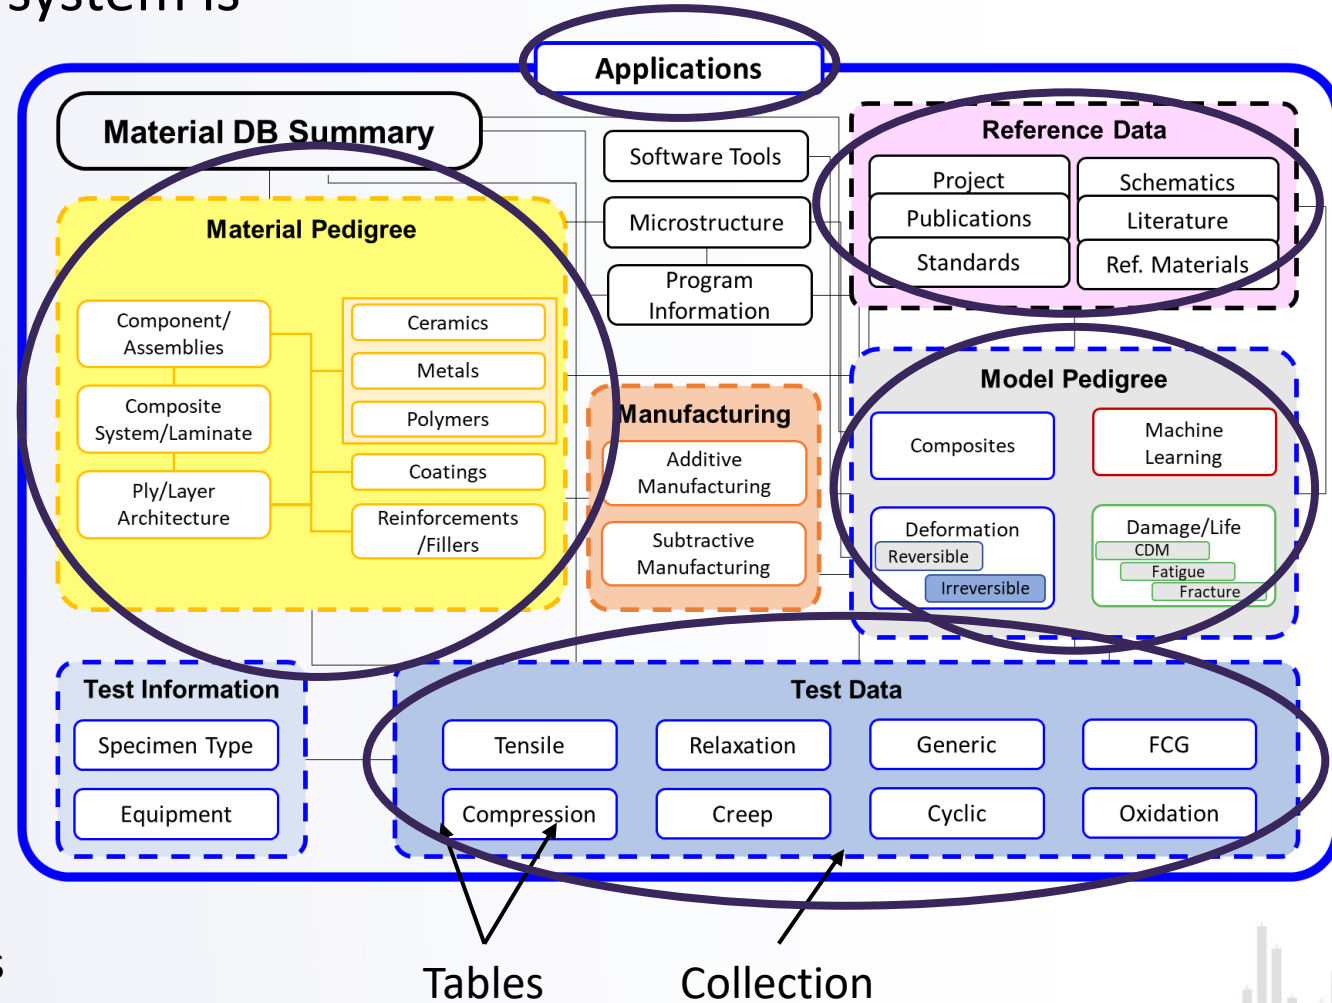 system is
Applications
Material DB Summary
Software Tools
Microstructure
Program
Information
Reference Data
Project
Publications
Standards
Schematics
Literature
Ref. Materials
Material Pedigree
Component/
Assemblies
Composite
System/Laminate
Ply/Layer
Architecture
Ceramics
Metals
Polymers
Coatings
Reinforcements
/Fillers
Manufacturing
Additive
Manufacturing
Subtractive
Manufacturing
Model Pedigree
Composites
Machine
Learning
Deformation
Reversible
Irreversible
Damage/Life
CDM
Fatigue
Fracture
Test Information
Specimen Type
Equipment
Test Data
Tensile
Relaxation
Generic
FCG
Compression
Creep
Cyclic
Oxidation
s
Tables
Collection